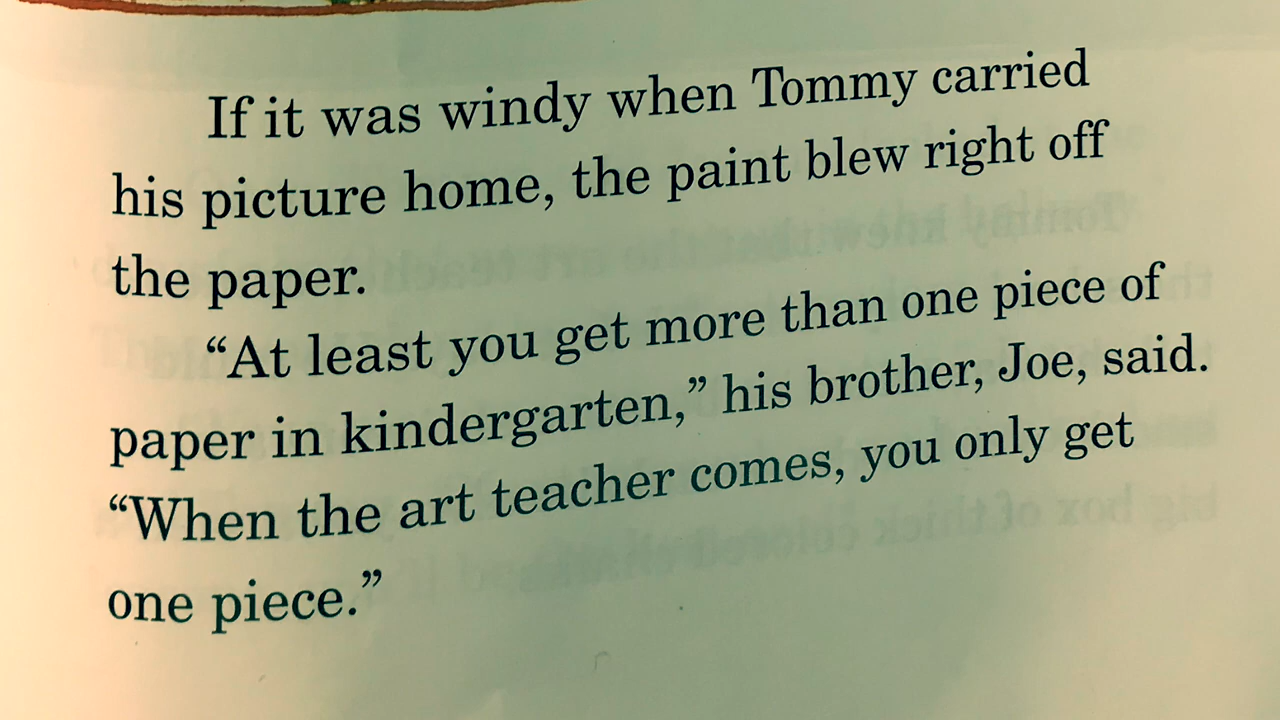 If it was windy when Tommy carried
his picture home, the paint blew right off
the paper.
“At least you get more than one piece of
paper in kindergarten,” his brother, Joe, said.
“When the art teacher comes, you only get
one piece.”